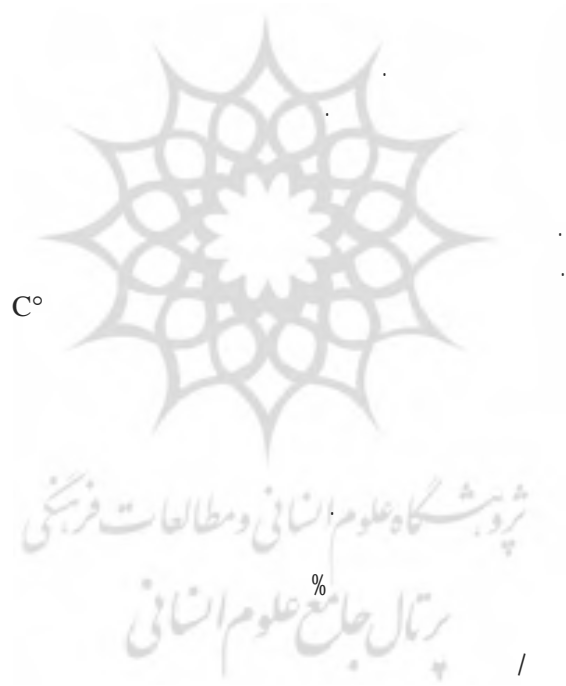 .
.
.
.
C°
پژوهشگاه علوم انسانی و مطالعات فرهنگی
.
%
پرتال جامع علوم انسانی
/